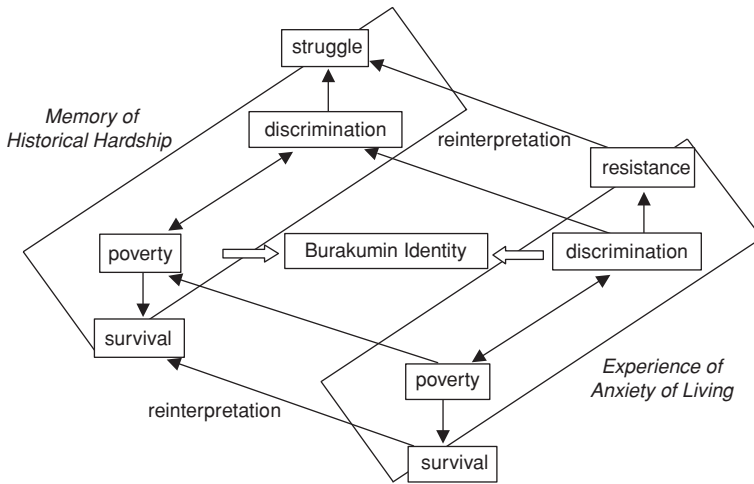 struggle
Memory of
Historical Hardship
discrimination
reinterpretation
resistance
poverty
Burakumin Identity
discrimination
survival
poverty
Experience of
Anxiety of Living
reinterpretation
survival